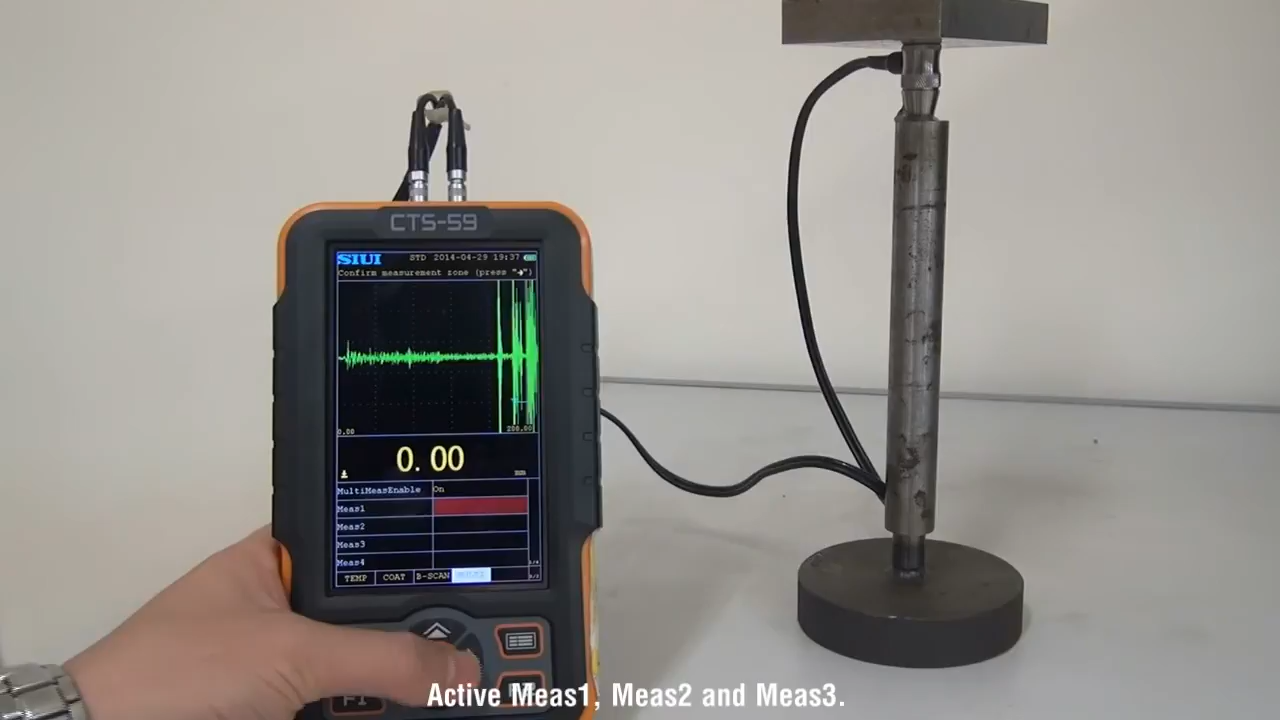 CTS-59
SIUI STD 2014-04-29 19:37
Confirm measurement zone (press "➔")
0.00 200.00
0.00
mm
MultiMeasEnable On
Meas1
Meas2
Meas3
Meas4
TEMP COAT B-SCAN
F1
Active Meas1, Meas2 and Meas3.